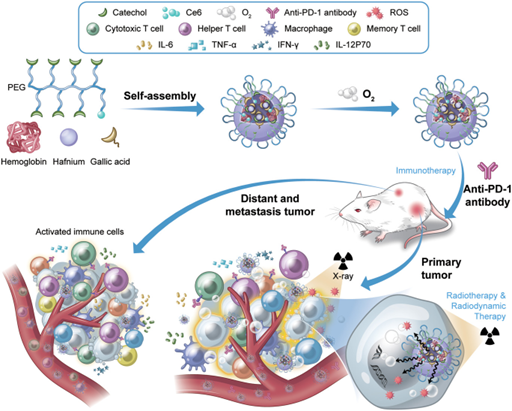 Catechol
Ce6
O2
Anti-PD-1 antibody
ROS
Cytotoxic T cell
Helper T cell
Macrophage
Memory T cell
IL-6
TNF-α
IFN-γ
IL-12P70
PEG
Self-assembly
O2
Hemoglobin
Hafnium
Gallic acid
Immunotherapy
Anti-PD-1
antibody
Distant and
metastasis tumor
Activated immune cells
X-ray
Primary
tumor
Radiotherapy &
Radiodynamic
Therapy